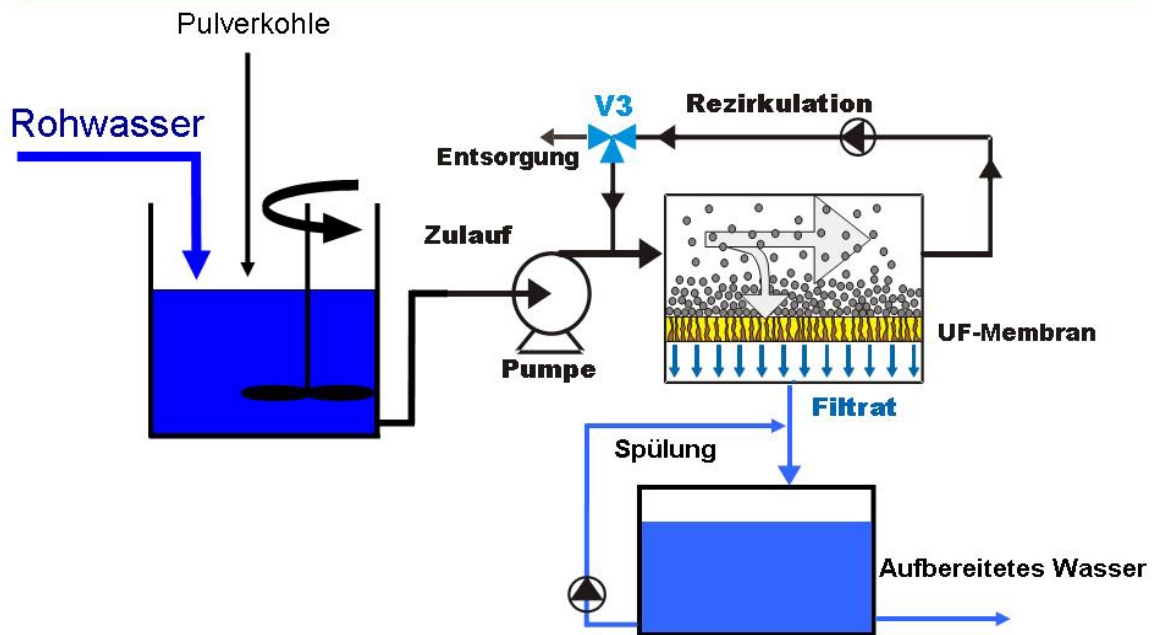 Pulverkohle
Rohwasser
V3
Rezirkulation
Entsorgung
Zulauf
UF-Membran
Pumpe
Filtrat
Spülung
Aufbereitetes Wasser